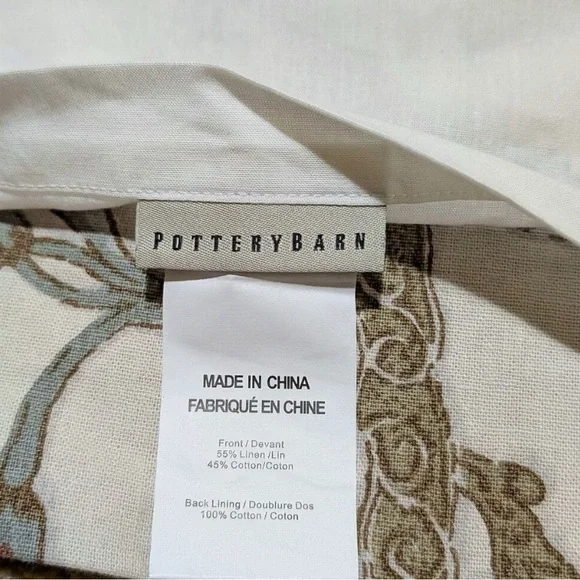 POTTERYBARN
MADE IN CHINA
FABRIQUÉ EN CHINE
Front / Devant
55% Linen /Lin
45% Cotton/Coton
Back Lining / Doublure Dos
100% Cotton / Coton